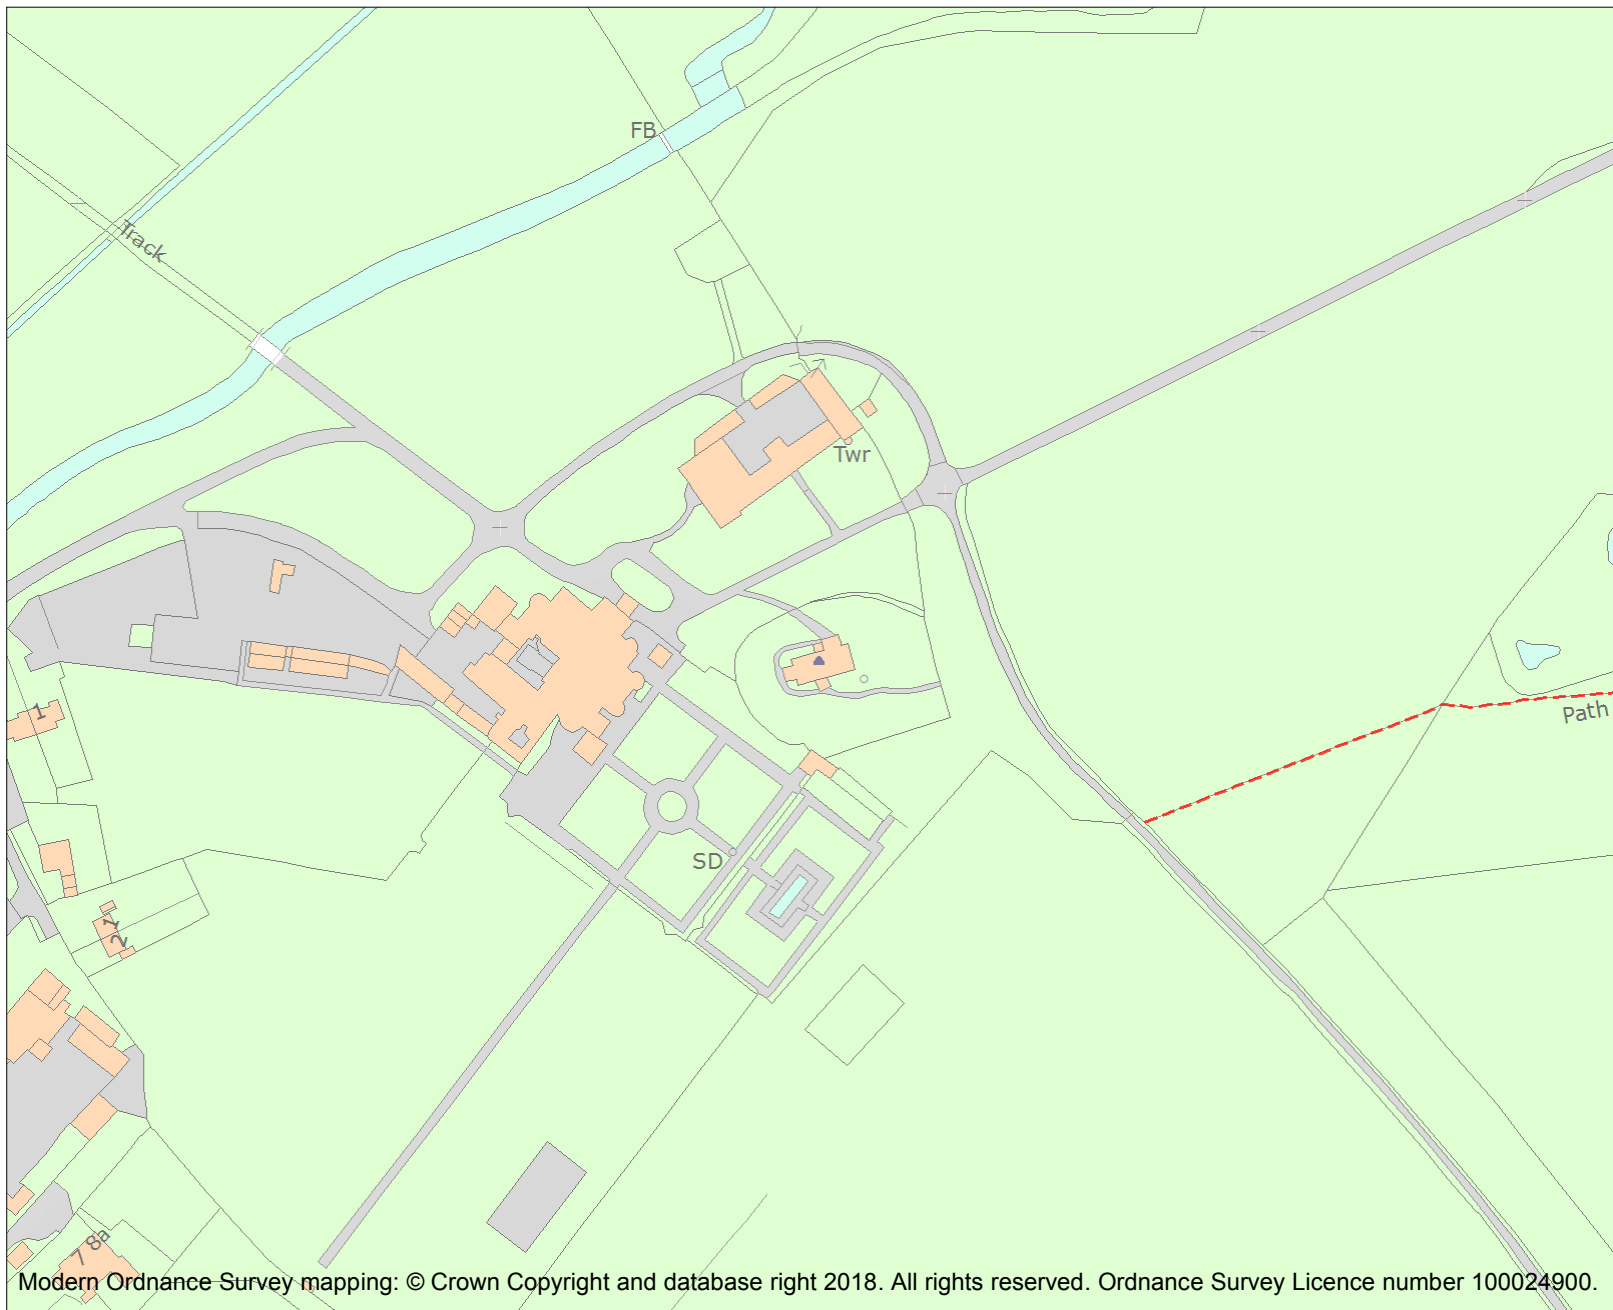 FB
Track
Twr
Path
1
SD
1
2
7 8a
Modern Ordnance Survey mapping: © Crown Copyright and database right 2018. All rights reserved. Ordnance Survey Licence number 100024900.